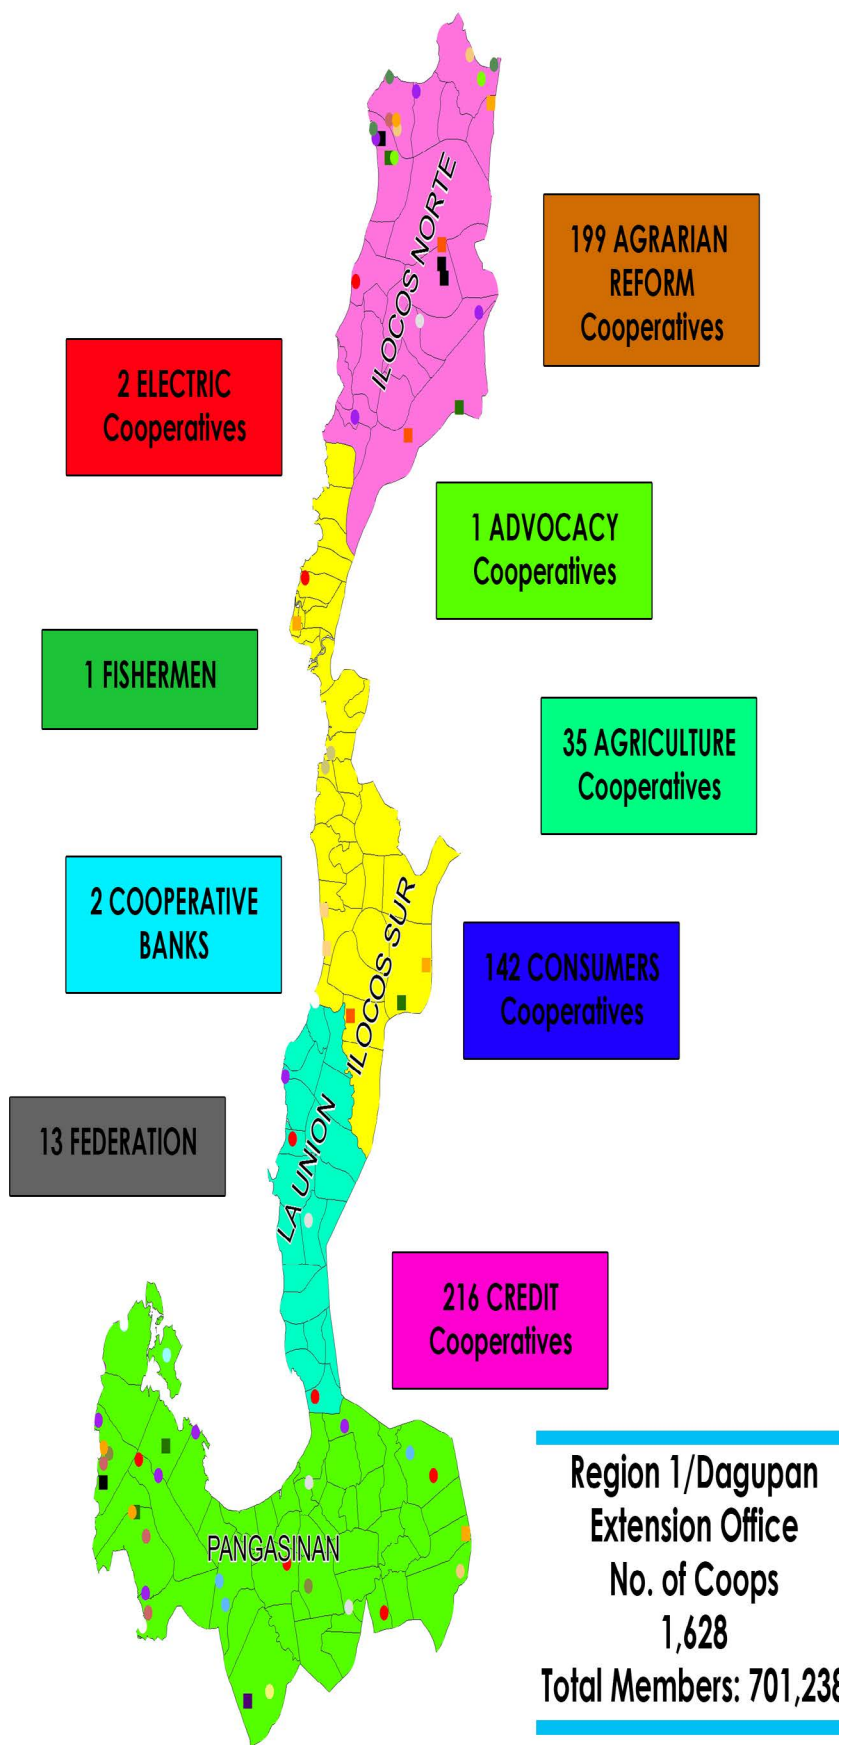 ILOCOS NORTE
199 AGRARIAN
REFORM
Cooperatives
2 ELECTRIC
Cooperatives
1 ADVOCACY
Cooperatives
1 FISHERMEN
35 AGRICULTURE
Cooperatives
2 COOPERATIVE
BANKS
ILOCOS SUR
142 CONSUMERS
Cooperatives
13 FEDERATION
LA UNION
216 CREDIT
Cooperatives
PANGASINAN
Region 1/Dagupan
Extension Office
No. of Coops
1,628
Total Members: 701,238